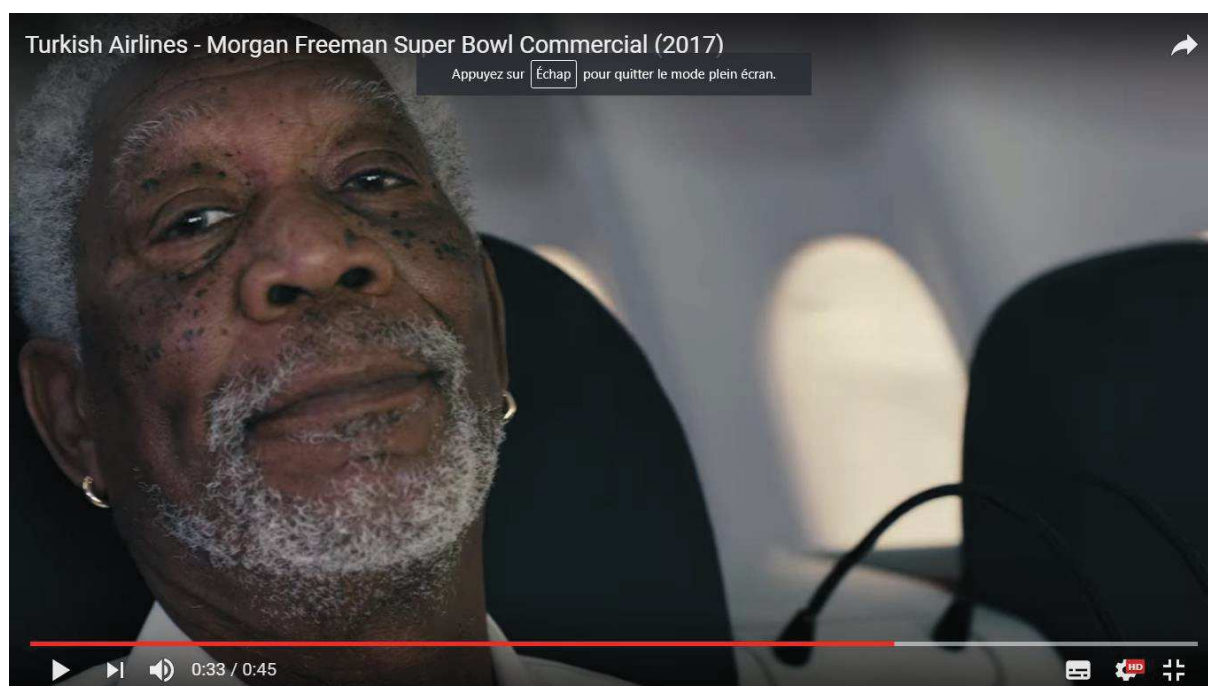 Turkish Airlines - Morgan Freeman Super Bowl Commercial (2017)
Appuyez sur Échap pour quitter le mode plein écran.
0:33 / 0:45
HD